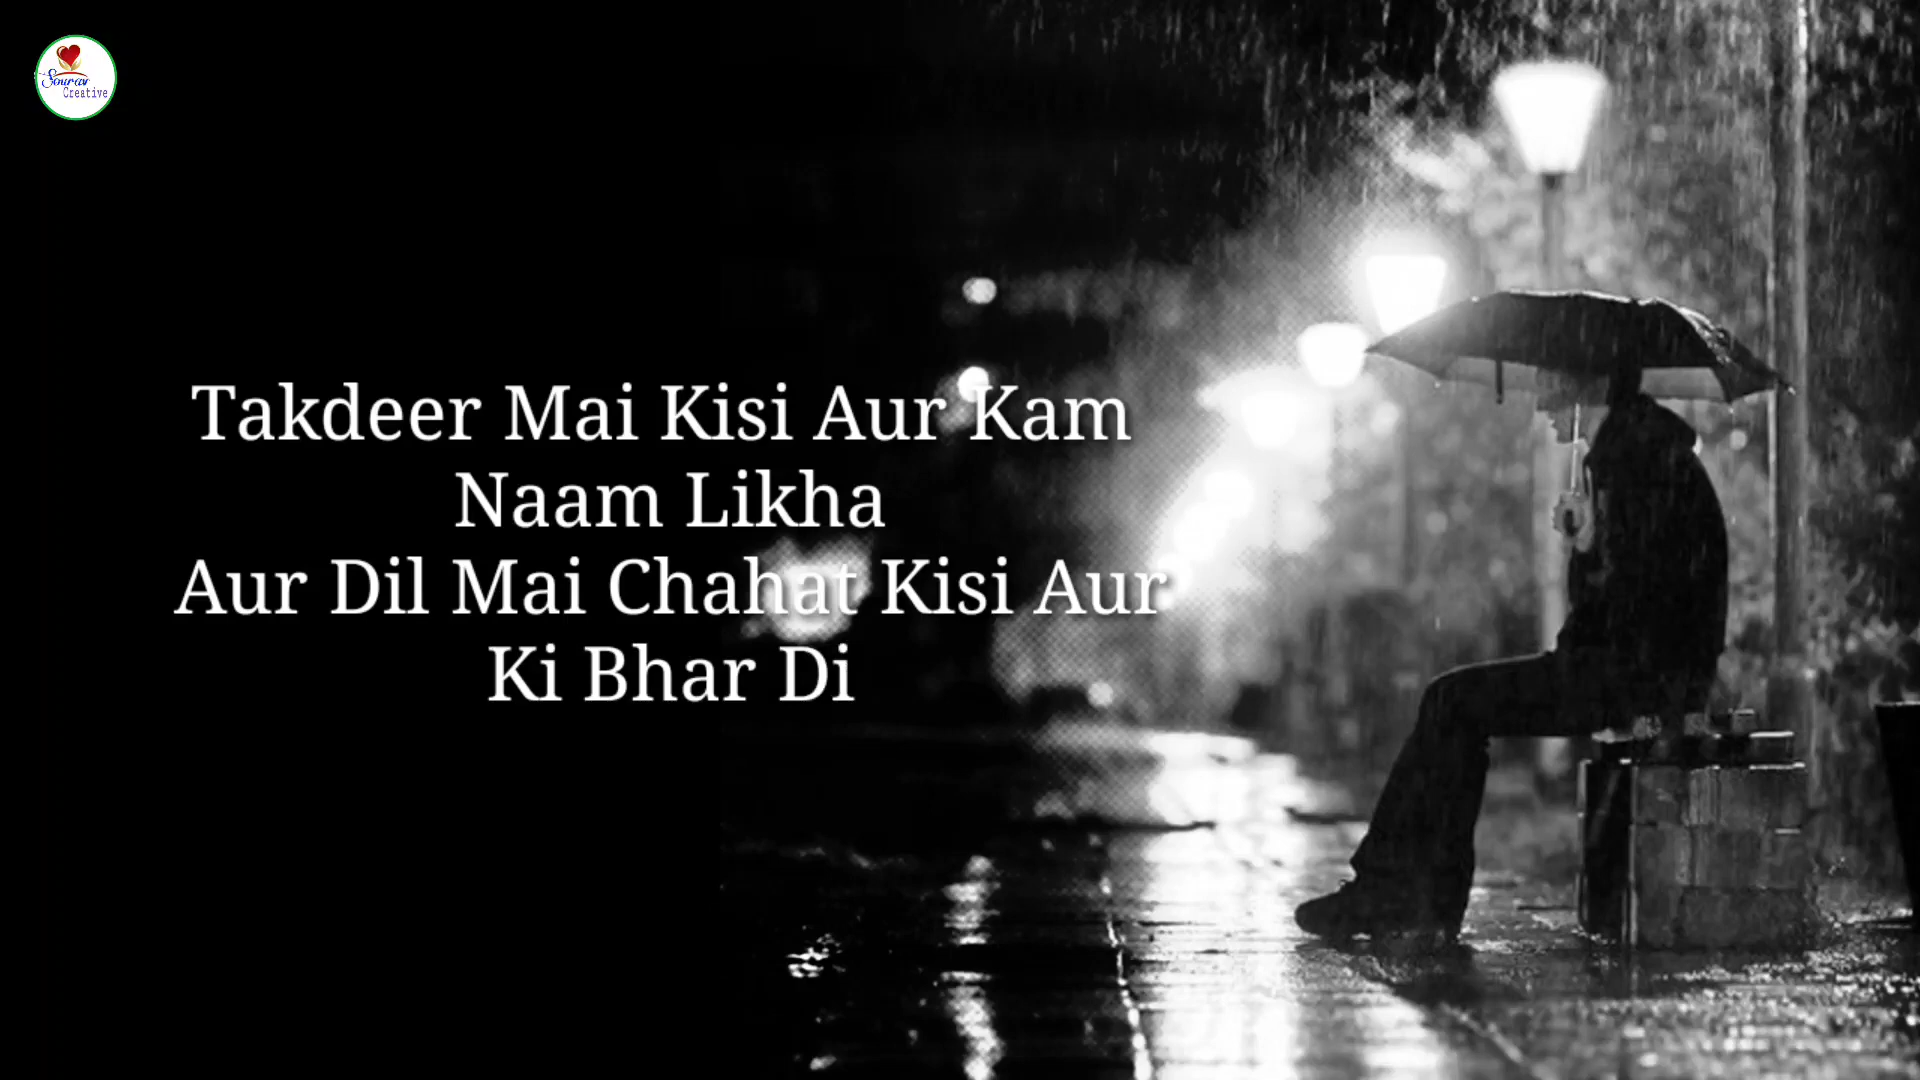 Sourav
Creative
Takdeer Mai Kisi Aur Kam
Naam Likha
Aur Dil Mai Chahat Kisi Aur
Ki Bhar Di